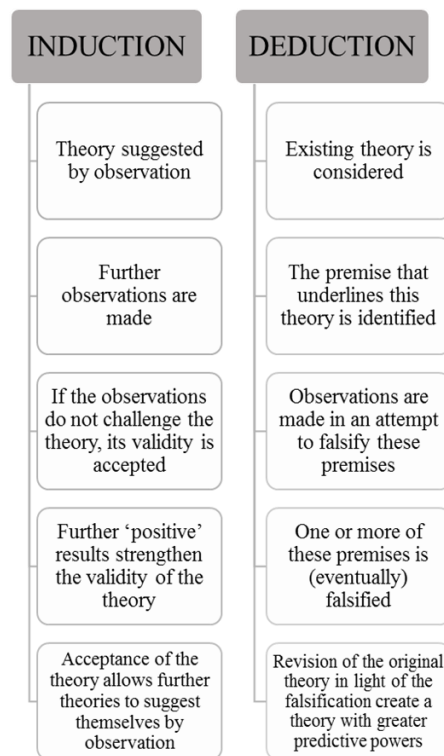 INDUCTION
Theory suggested
by observation
Further
observations are
made
If the observations
do not challenge the
theory, its validity is
accepted
Further ‘positive’
results strengthen
the validity of the
theory
Acceptance of the
theory allows further
theories to suggest
themselves by
observation
DEDUCTION
Existing theory is
considered
The premise that
underlines this
theory is identified
Observations are
made in an attempt
to falsify these
premises
One or more of
these premises is
(eventually)
falsified
Revision of the original
theory in light of the
falsification create a
theory with greater
predictive powers